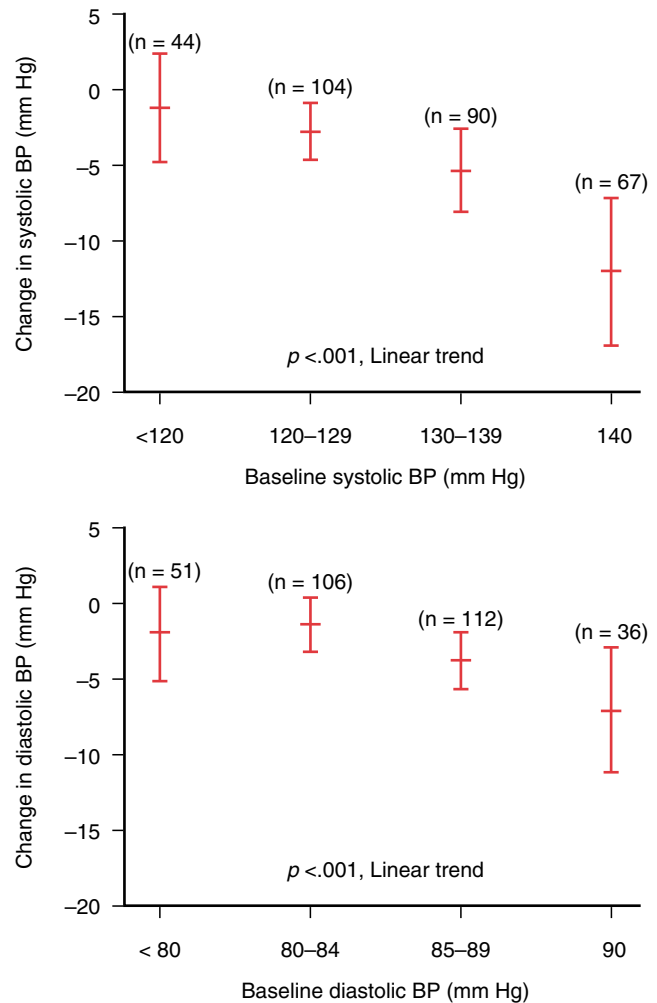 5
(n = 44)
0
(n = 104)
(n = 90)
–5
(n = 67)
–10
–15
p <.001, Linear trend
–20
Change in systolic BP (mm Hg)
<120
120–129
130–139
140
Baseline systolic BP (mm Hg)
5
(n = 51)
(n = 106)
0
(n = 112)
(n = 36)
–5
–10
–15
p <.001, Linear trend
–20
Change in diastolic BP (mm Hg)
< 80
80–84
85–89
90
Baseline diastolic BP (mm Hg)